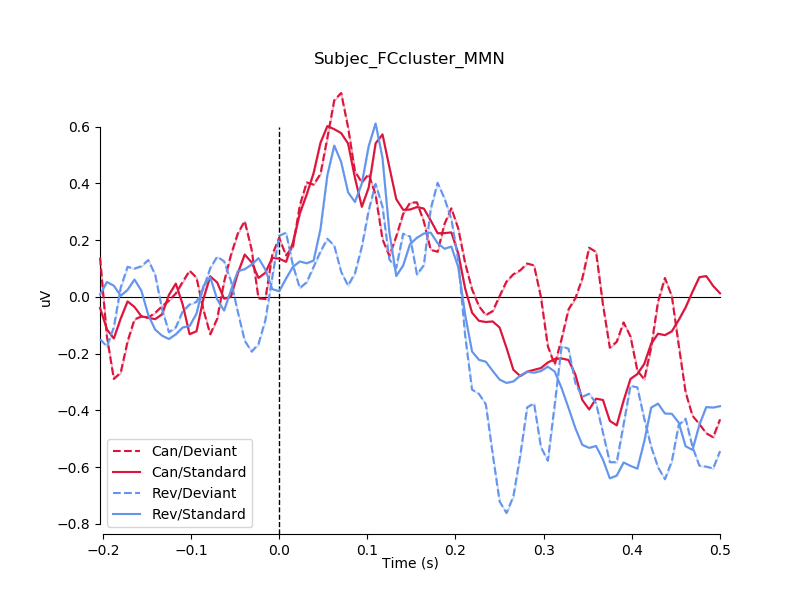 Subjec_FCcluster_MMN
uV
0.6
0.4
0.2
0.0
−0.2
−0.4
−0.6
−0.8
Can/Deviant
Can/Standard
Rev/Deviant
Rev/Standard
−0.2 −0.1 0.0 0.1 0.2 0.3 0.4 0.5
Time (s)